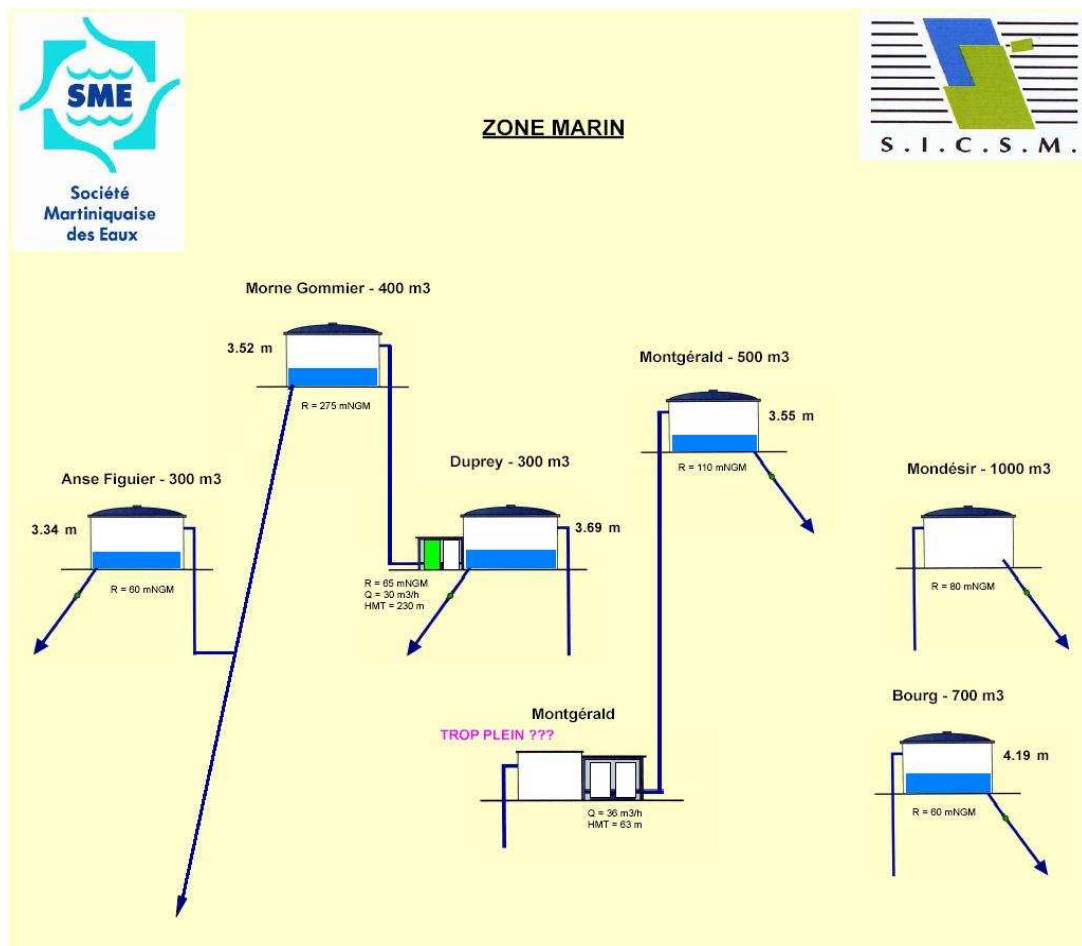 SME
Société
Martiniquaise
des Eaux
ZONE MARIN
S.I.C.S.M.
Morne Gommier - 400 m3
3.52 m
R = 275 mNGM
Montgérald - 500 m3
3.55 m
R = 110 mNGM
Anse Figuier - 300 m3
3.34 m
R = 60 mNGM
Duprey - 300 m3
3.69 m
R = 65 mNGM
Q = 30 m3/h
HMT = 230 m
Mondésir - 1000 m3
R = 80 mNGM
Montgérald
TROP PLEIN ???
Q = 36 m3/h
HMT = 63 m
Bourg - 700 m3
4.19 m
R = 60 mNGM